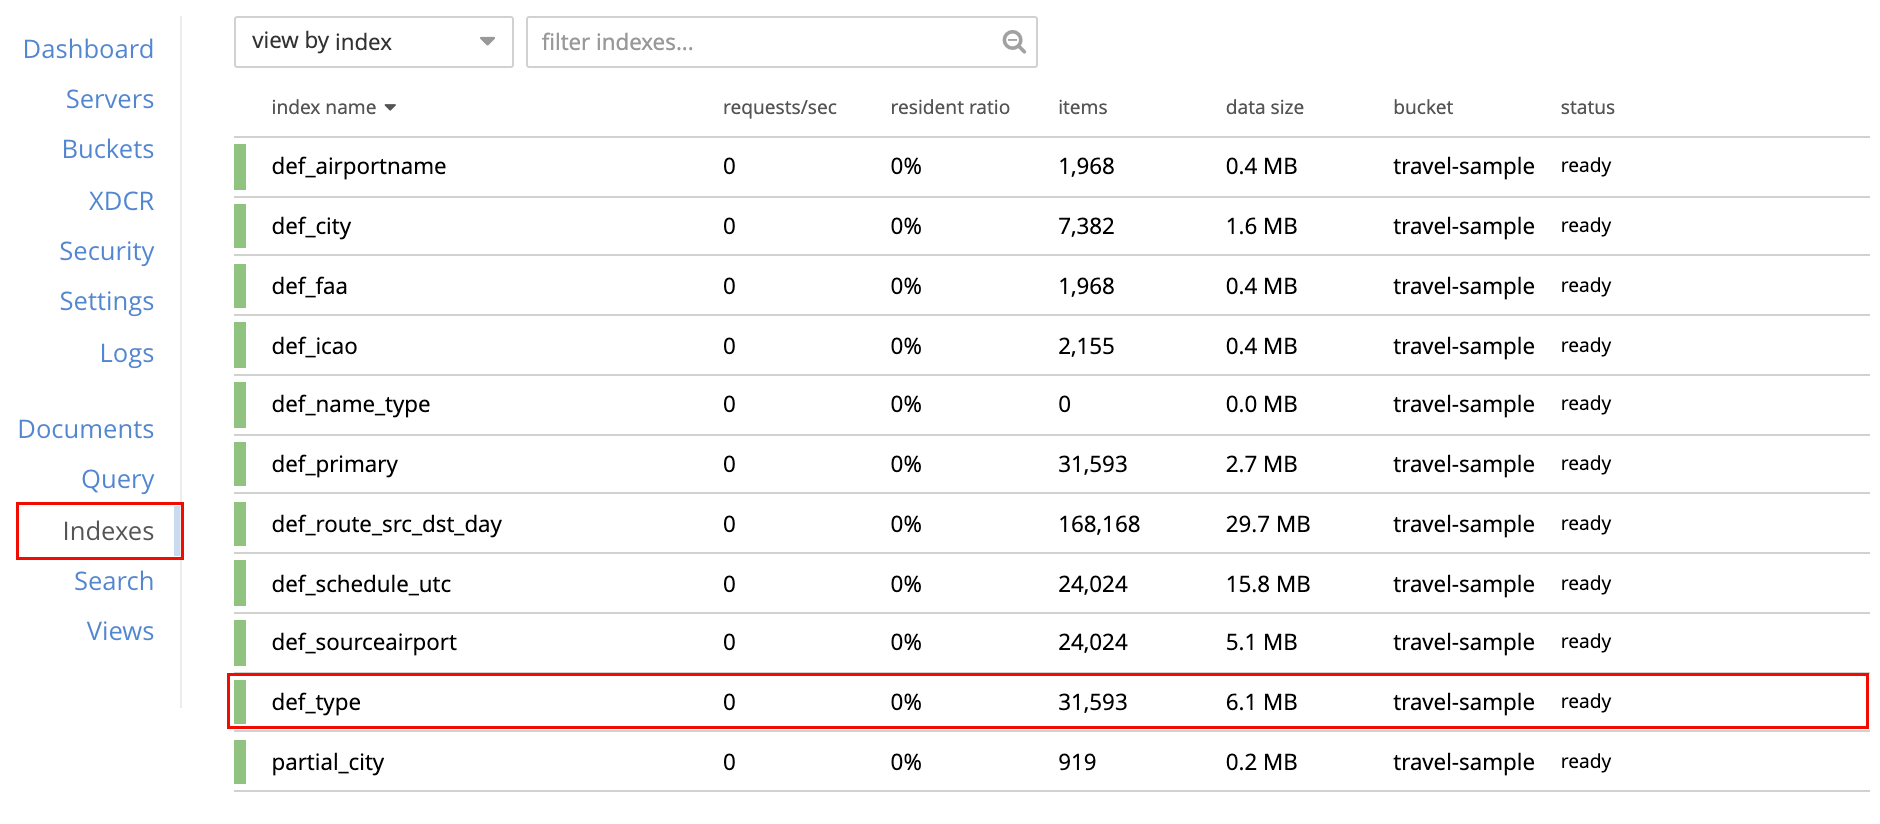 Dashboard
Servers
Buckets
XDCR
Security
Settings
Logs
Documents
Query
Indexes
Search
Views
view by index
filter indexes...
index name requests/sec resident ratio items data size bucket status
def_airportname 0 0% 1,968 0.4 MB travel-sample ready
def_city 0 0% 7,382 1.6 MB travel-sample ready
def_faa 0 0% 1,968 0.4 MB travel-sample ready
def_icao 0 0% 2,155 0.4 MB travel-sample ready
def_name_type 0 0% 0 0.0 MB travel-sample ready
def_primary 0 0% 31,593 2.7 MB travel-sample ready
def_route_src_dst_day 0 0% 168,168 29.7 MB travel-sample ready
def_schedule_utc 0 0% 24,024 15.8 MB travel-sample ready
def_sourceairport 0 0% 24,024 5.1 MB travel-sample ready
def_type 0 0% 31,593 6.1 MB travel-sample ready
partial_city 0 0% 919 0.2 MB travel-sample ready